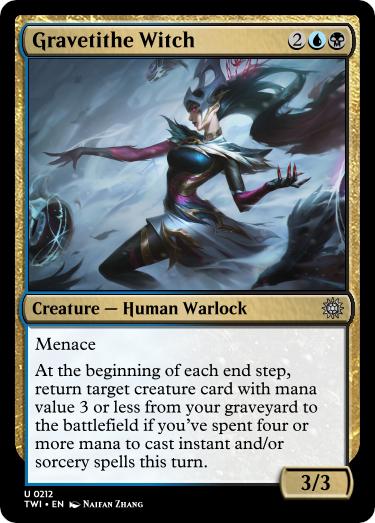 Gravetithe Witch 2
Creature — Human Warlock
Menace
At the beginning of each end step,
return target creature card with mana
value 3 or less from your graveyard to
the battlefield if you've spent four or
more mana to cast instant and/or
sorcery spells this turn.
3/3
U 0212
TWI • EN Naifan Zhang